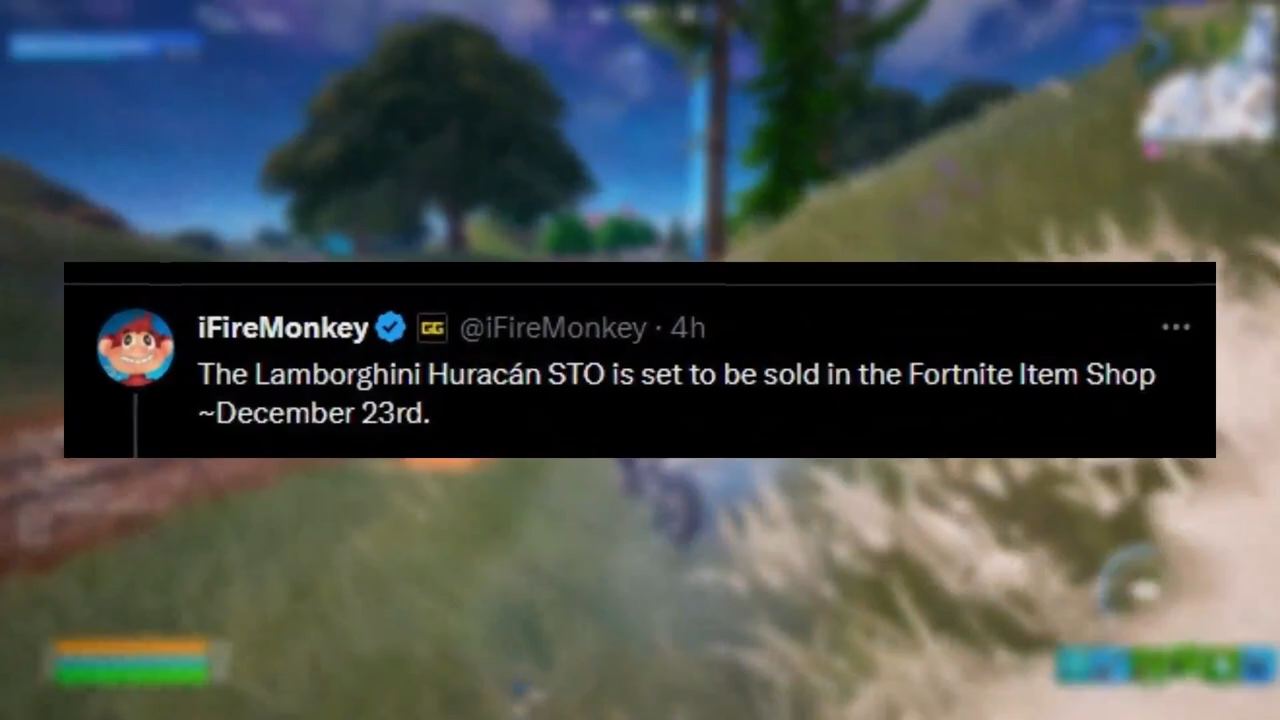 iFireMonkey GG @iFireMonkey · 4h
The Lamborghini Huracán STO is set to be sold in the Fortnite Item Shop
~December 23rd.